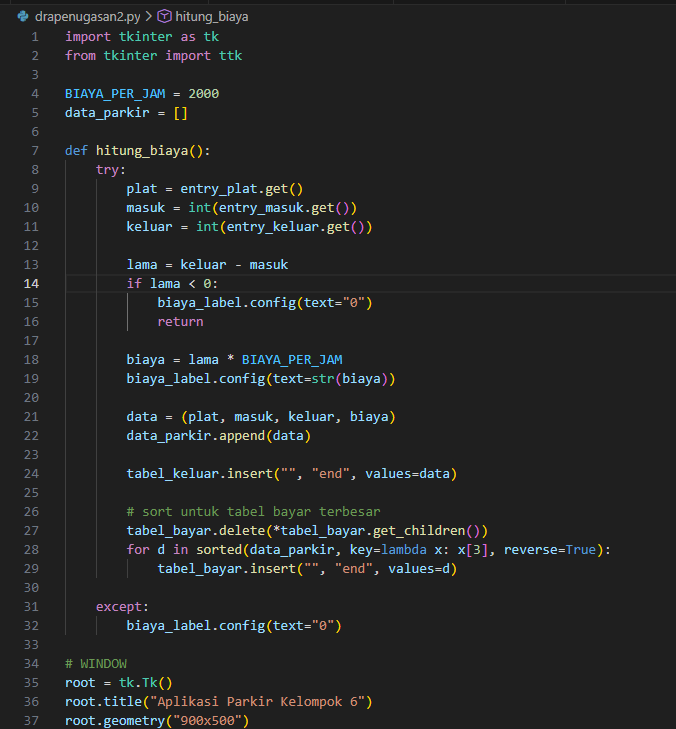 drapenugasan2.py > hitung_biaya
1 import tkinter as tk
2 from tkinter import ttk
3
4 BIAYA_PER_JAM = 2000
5 data_parkir = []
6
7 def hitung_biaya():
8     try:
9         plat = entry_plat.get()
10         masuk = int(entry_masuk.get())
11         keluar = int(entry_keluar.get())
12
13         lama = keluar - masuk
14         if lama < 0:
15             biaya_label.config(text="0")
16             return
17
18         biaya = lama * BIAYA_PER_JAM
19         biaya_label.config(text=str(biaya))
20
21         data = (plat, masuk, keluar, biaya)
22         data_parkir.append(data)
23
24         tabel_keluar.insert("", "end", values=data)
25
26         # sort untuk tabel bayar terbesar
27         tabel_bayar.delete(*tabel_bayar.get_children())
28         for d in sorted(data_parkir, key=lambda x: x[3], reverse=True):
29             tabel_bayar.insert("", "end", values=d)
30
31     except:
32         biaya_label.config(text="0")
33
34 # WINDOW
35 root = tk.Tk()
36 root.title("Aplikasi Parkir Kelompok 6")
37 root.geometry("900x500")